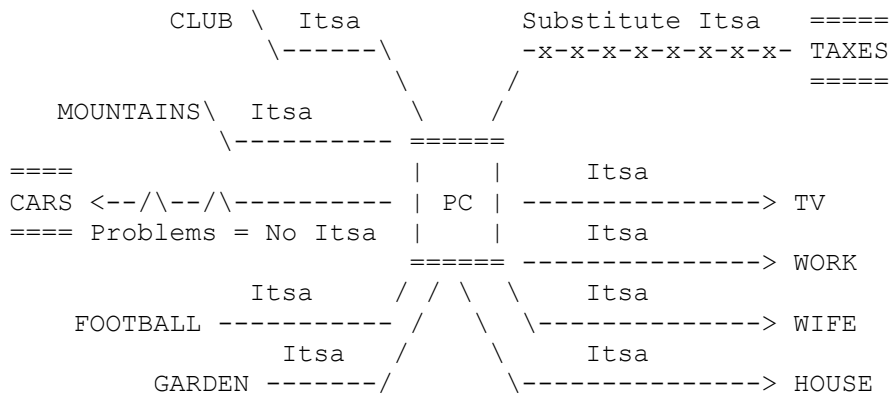 CLUB \ Itsa Substitute Itsa =====
\------\ -x-x-x-x-x-x-x-x- TAXES
\ / =====
MOUNTAINS\ Itsa \ /
\---------- ======
==== | | Itsa
CARS <--/\--/\---------- | PC | ---------------> TV
==== Problems = No Itsa | | Itsa
====== ---------------> WORK
Itsa / / \ \ Itsa
FOOTBALL ----------- / \ \--------------> WIFE
Itsa / \ Itsa
GARDEN -------/ \---------------> HOUSE